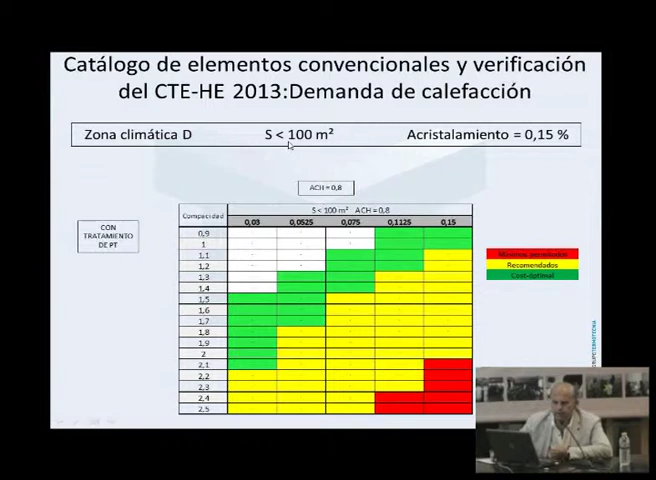 Catálogo de elementos convencionales y verificación
del CTE-HE 2013:Demanda de calefacción
Zona climática D S < 100 m² Acristalamiento = 0,15 %
ACH = 0,8
CON
TRATAMIENTO
DE PT
Compacidad
S < 100 m² ACH = 0,8
0,03 0,0525 0,075 0,1125 0,15
0,9
1
1,1
1,2
1,3
1,4
1,5
1,6
1,7
1,8
1,9
2
2,1
2,2
2,3
2,4
2,5
Recomendados
Cost-optimal